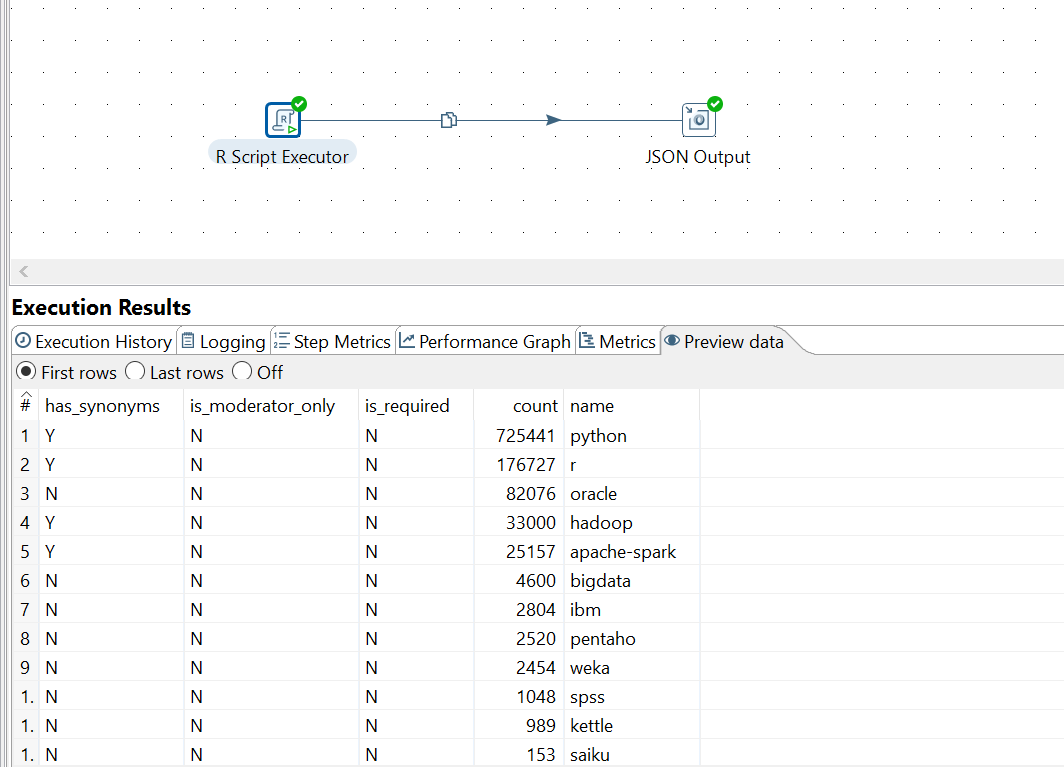 R Script Executor JSON Output
Execution Results
Execution History Logging Step Metrics Performance Graph Metrics Preview data
First rows Last rows Off
# has_synonyms is_moderator_only is_required count name
1 Y N N 725441 python
2 Y N N 176727 r
3 N N N 82076 oracle
4 Y N N 33000 hadoop
5 Y N N 25157 apache-spark
6 N N N 4600 bigdata
7 N N N 2804 ibm
8 N N N 2520 pentaho
9 N N N 2454 weka
1. N N N 1048 spss
1. N N N 989 kettle
1. N N N 153 saiku